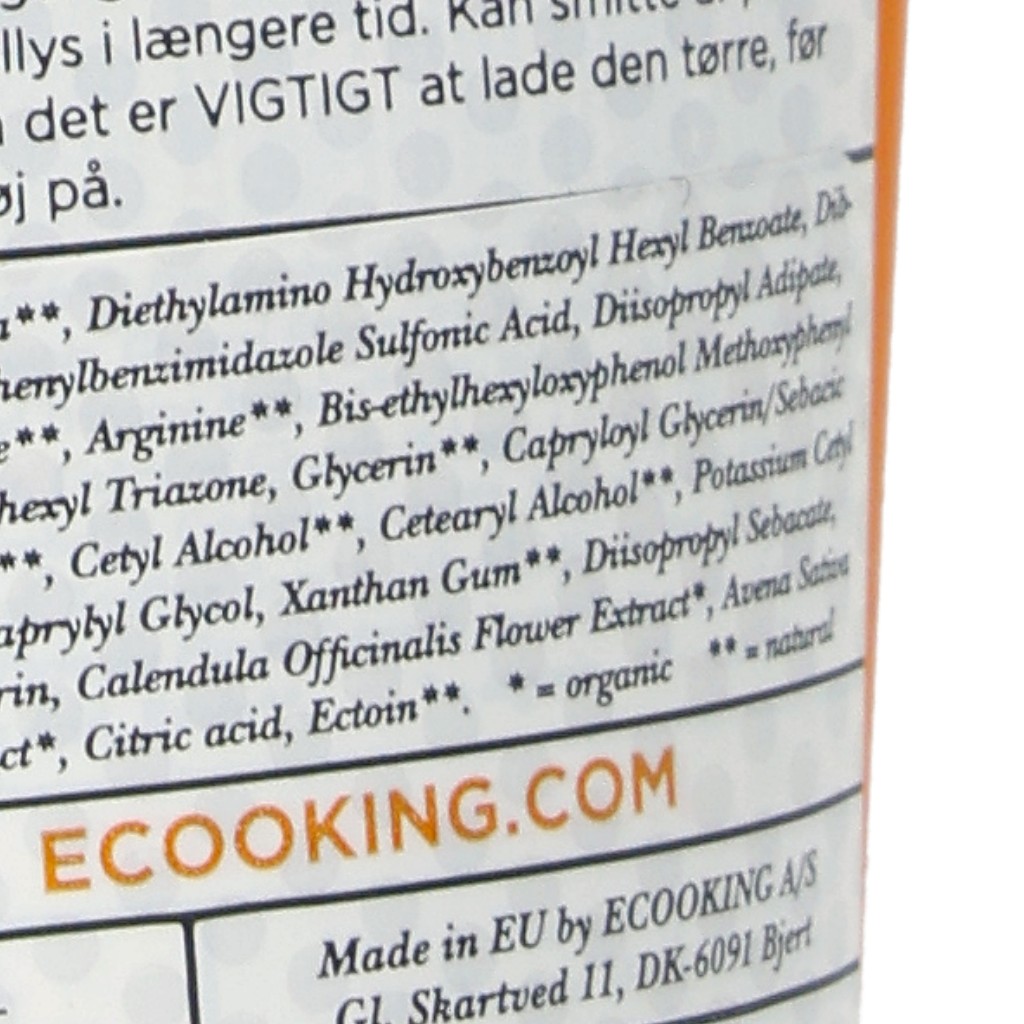 llys i længere tid. Kan
det er VIGTIGT at lade den tørre, før
øj på.
**, Diethylamino Hydroxybenzoyl Hexyl Benzoate, Dib-
henylbenzimidazole Sulfonic Acid, Diisopropyl Adipate,
e**, Arginine**, Bis-ethylhexyloxyphenol Methoxyphenyl
hexyl Triazone, Glycerin**, Capryloyl Glycerin/Sebacic
**, Cetyl Alcohol**, Cetearyl Alcohol**, Potassium Cetyl
aprylyl Glycol, Xanthan Gum**, Diisopropyl Sebacate,
rin, Calendula Officinalis Flower Extract*, Avena Sativa
ct*, Citric acid, Ectoin**. * = organic ** = natural
ECOOKING.COM
Made in EU by ECOOKING A/S
Gl. Skartved 11, DK-6091 Bjert